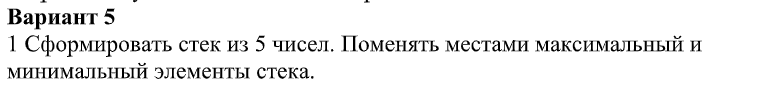 Вариант 5
1 Сформировать стек из 5 чисел. Поменять местами максимальный и
минимальный элементы стека.